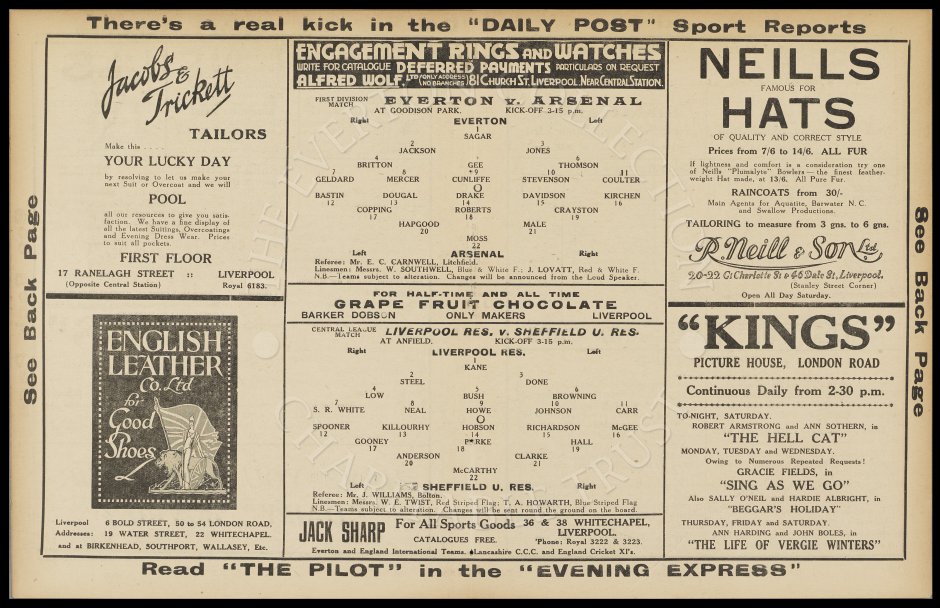 There's a real kick in the "DAILY POST" Sport Reports
See Back Page
Jacobs & Trickett
TAILORS
Make this . . . .
YOUR LUCKY DAY
by resolving to let us make your
next Suit or Overcoat and we will
POOL
all our resources to give you satis-
faction. We have a fine display of
all the latest Suitings, Overcoatings
and Evening Dress Wear. Prices
to suit all pockets.
FIRST FLOOR
17 RANELAGH STREET :: LIVERPOOL
(Opposite Central Station) Royal 6183.
ENGLISH
LEATHER
Co. Ltd
for
Good
Shoes
Liverpool 6 BOLD STREET, 50 to 54 LONDON ROAD,
Addresses: 19 WATER STREET, 22 WHITECHAPEL.
and at BIRKENHEAD, SOUTHPORT, WALLASEY, Etc.
ENGAGEMENT RINGS AND WATCHES
WRITE FOR CATALOGUE DEFERRED PAYMENTS PARTICULARS ON REQUEST
ALFRED WOLF, LTD (ONLY ADDRESS NO BRANCHES) 81 CHURCH ST. LIVERPOOL. NEAR CENTRAL STATION.
FIRST DIVISION MATCH EVERTON v. ARSENAL
AT GOODISON PARK. KICK-OFF 3-15 p.m.
Right EVERTON Left
1
SAGAR
2 3
JACKSON JONES
4 5 6
BRITTON GEE THOMSON
7 8 9 10 11
GELDARD MERCER CUNLIFFE STEVENSON COULTER
O
BASTIN DOUGAL DRAKE DAVIDSON KIRCHEN
12 13 14 15 16
COPPING ROBERTS CRAYSTON
17 18 19
HAPGOOD MALE
20 21
MOSS
22
Left ARSENAL Right
Referee: Mr. E. C. CARNWELL, Litchfield.
Linesmen: Messrs. W. SOUTHWELL, Blue & White F.; J. LOVATT, Red & White F.
N.B.—Teams subject to alteration. Changes will be announced from the Loud Speaker.
FOR HALF-TIME AND ALL TIME
GRAPE FRUIT CHOCOLATE
BARKER DOBSON ONLY MAKERS LIVERPOOL
CENTRAL LEAGUE MATCH LIVERPOOL RES. v. SHEFFIELD U. RES.
AT ANFIELD. KICK-OFF 3-15 p.m.
Right LIVERPOOL RES. Left
1
KANE
2 3
STEEL DONE
4 5 6
LOW BUSH BROWNING
7 8 9 10 11
S. R. WHITE NEAL HOWE JOHNSON CARR
O
SPOONER KILLOURHY HOBSON RICHARDSON McGEE
12 13 14 15 16
GOONEY PARKE HALL
17 18 19
ANDERSON CLARKE
20 21
McCARTHY
22
Left SHEFFIELD U. RES. Right
Referee: Mr. J. WILLIAMS, Bolton.
Linesmen: Messrs. W. E. TWIST, Red Striped Flag; T. A. HOWARTH, Blue Striped Flag
N.B.—Teams subject to alteration. Changes will be sent round the ground on the board.
JACK SHARP For All Sports Goods 36 & 38 WHITECHAPEL, LIVERPOOL.
CATALOGUES FREE. 'Phone: Royal 3222 & 3223.
Everton and England International Teams. Lancashire C.C.C. and England Cricket XI's.
NEILLS
FAMOUS FOR
HATS
OF QUALITY AND CORRECT STYLE
Prices from 7/6 to 14/6. ALL FUR
If lightness and comfort is a consideration try one
of Neills "Plumalyte" Bowlers—the finest feather-
weight Hat made, at 13/6. All Pure Fur.
RAINCOATS from 30/-
Main Agents for Aquatite, Barwater N. C.
and Swallow Productions.
TAILORING to measure from 3 gns. to 6 gns.
R. Neill & Son Ltd.
20-22 Gt Charlotte St & 46 Dale St, Liverpool.
(Stanley Street Corner)
Open All Day Saturday.
"KINGS"
PICTURE HOUSE, LONDON ROAD
Continuous Daily from 2-30 p.m.
TO-NIGHT, SATURDAY.
ROBERT ARMSTRONG and ANN SOTHERN, in
"THE HELL CAT"
MONDAY, TUESDAY and WEDNESDAY.
Owing to Numerous Repeated Requests!
GRACIE FIELDS, in
"SING AS WE GO"
Also SALLY O'NEIL and HARDIE ALBRIGHT, in
"BEGGAR'S HOLIDAY"
THURSDAY, FRIDAY and SATURDAY.
ANN HARDING and JOHN BOLES, in
"THE LIFE OF VERGIE WINTERS"
See Back Page
Read "THE PILOT" in the "EVENING EXPRESS"
THE EVERTON COLLECTION
CHARITABLE TRUST